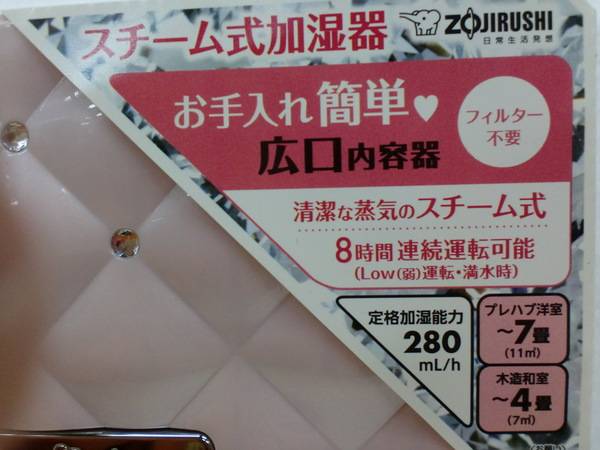 スチーム式加湿器
ZOJIRUSHI
日常生活発想
お手入れ簡単♥
広口内容器
フィルター
不要
清潔な蒸気のスチーム式
8時間連続運転可能
(Low(弱)運転・満水時)
定格加湿能力
280
mL/h
プレハブ洋室
～7畳
(11㎡)
木造和室
～4畳
(7㎡)